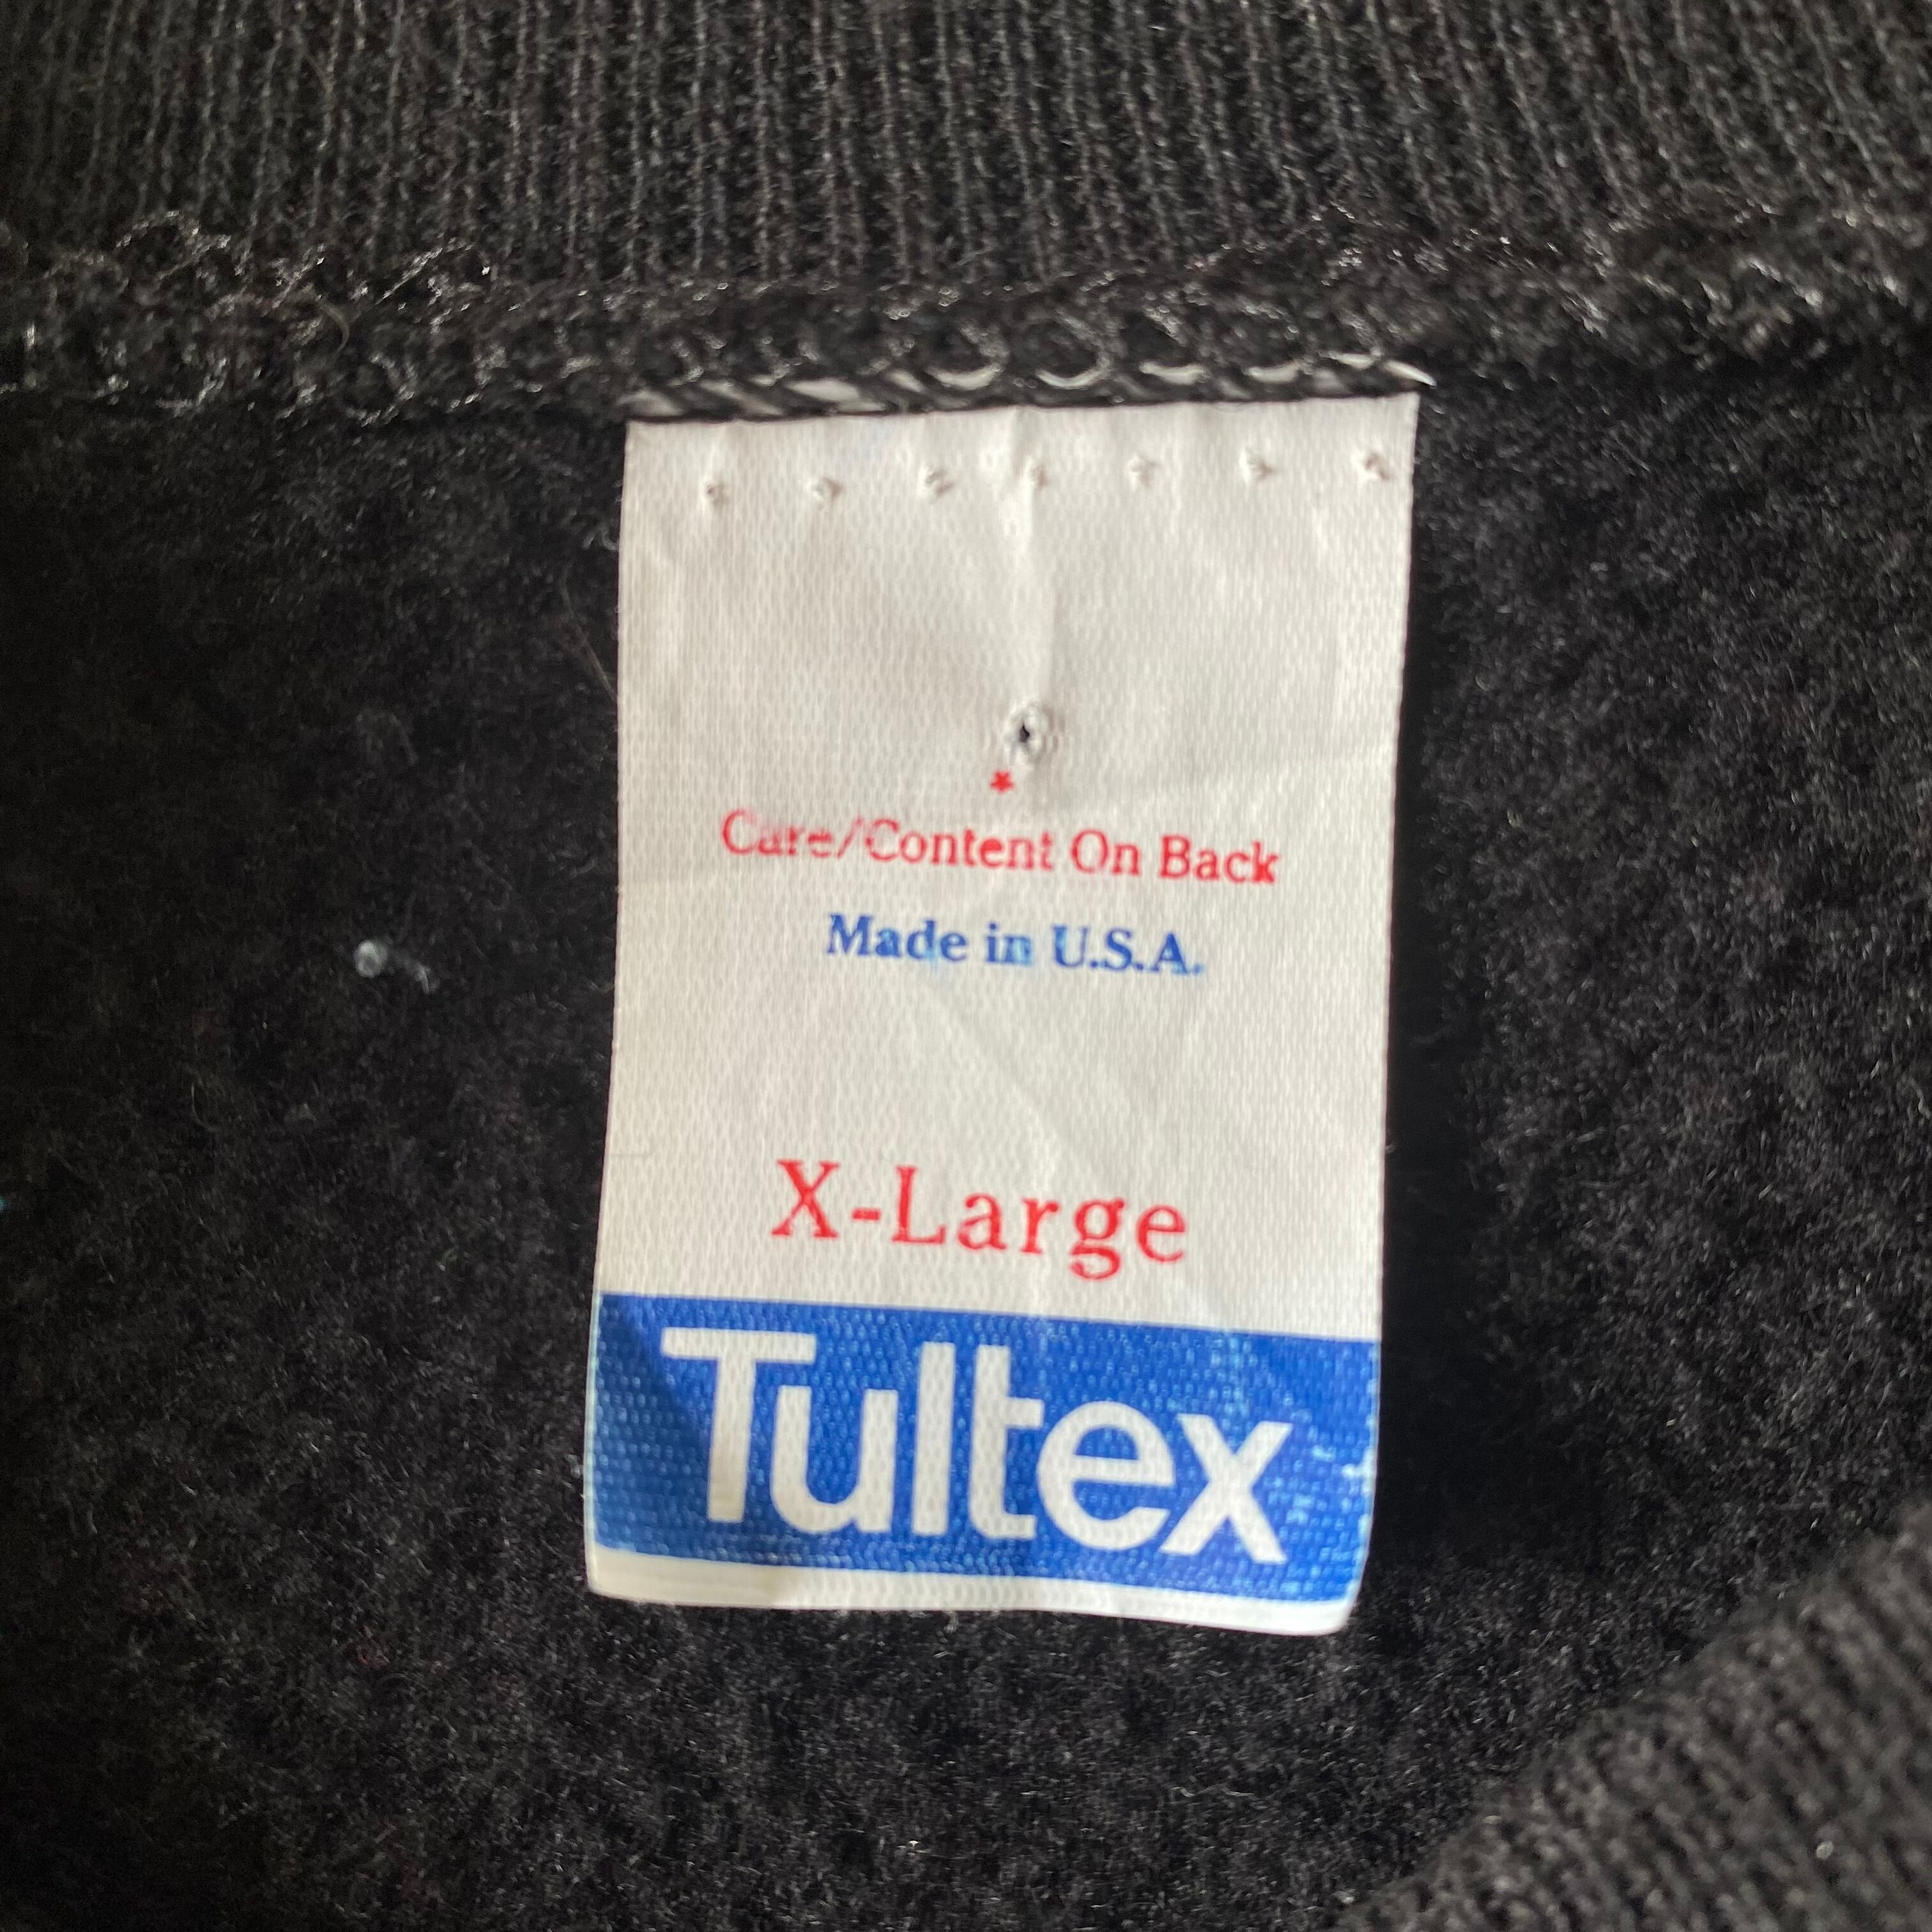 Care/Content On Back
Made in U.S.A.
X-Large
Tultex